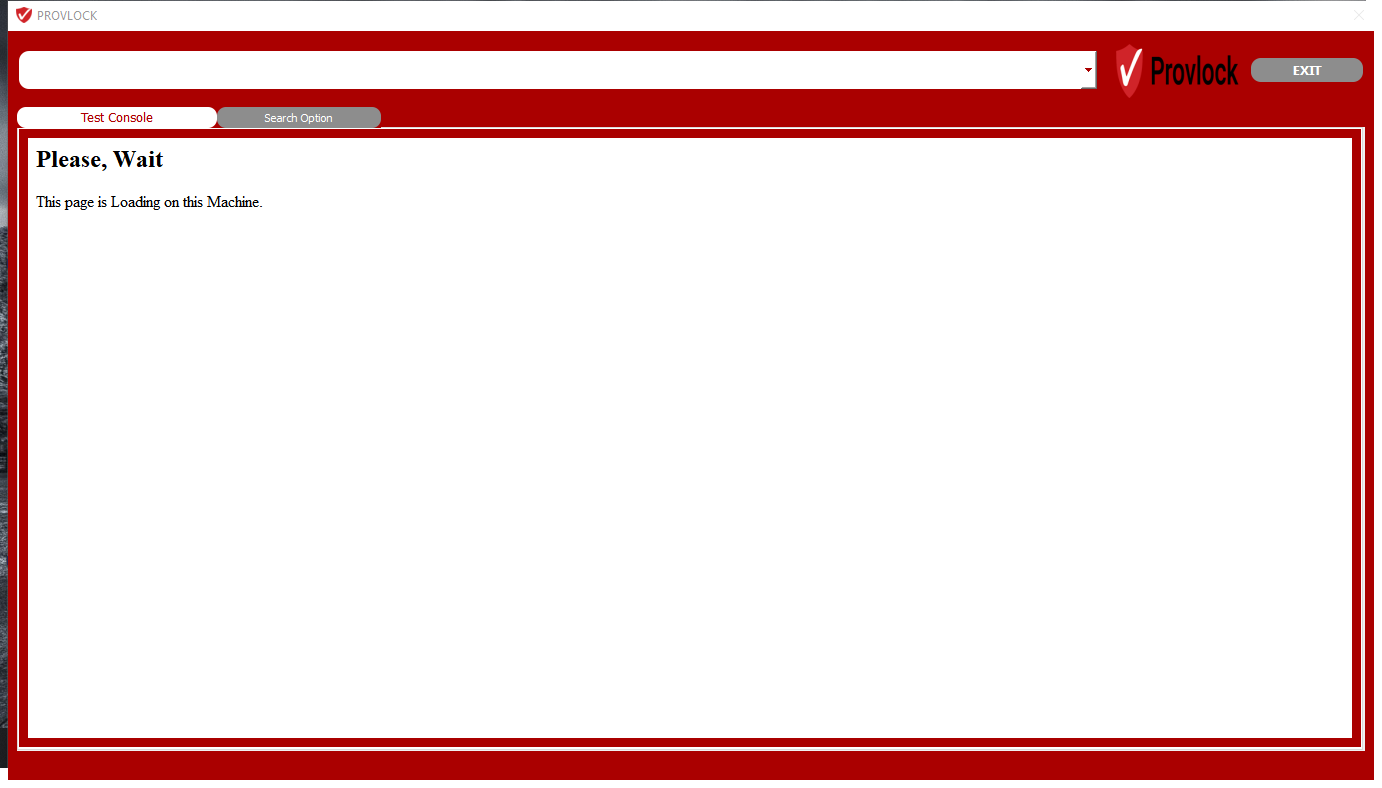 PROVLOCK
Provlock
EXIT
Test Console
Search Option
Please, Wait
This page is Loading on this Machine.